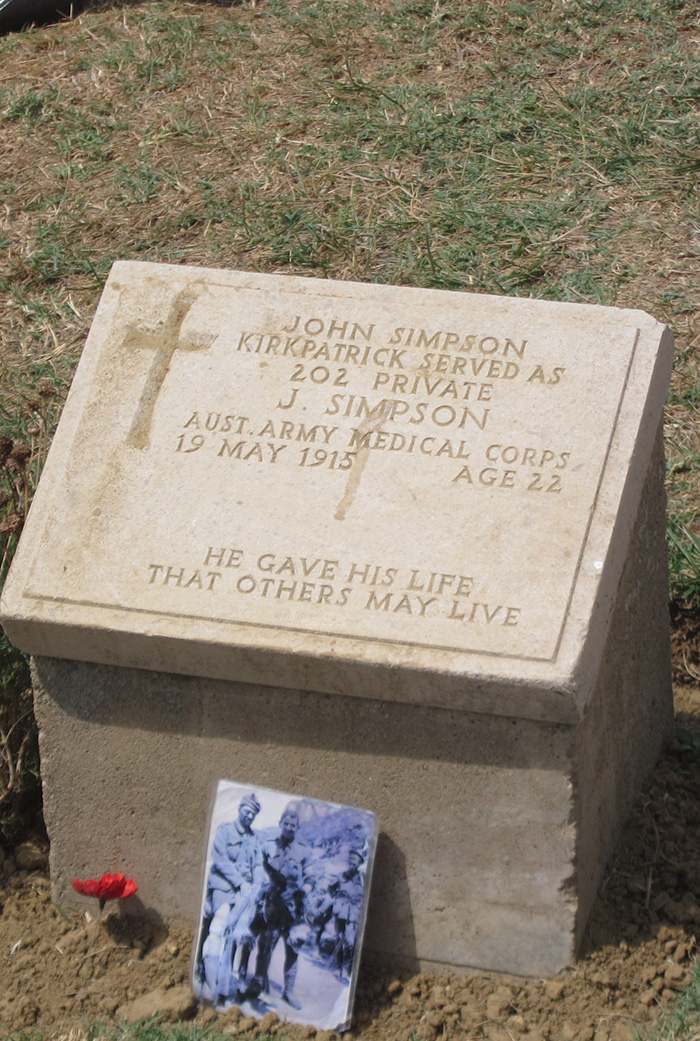 JOHN SIMPSON
KIRKPATRICK SERVED AS
202 PRIVATE
J. SIMPSON
AUST. ARMY MEDICAL CORPS
19 MAY 1915 AGE 22
HE GAVE HIS LIFE
THAT OTHERS MAY LIVE